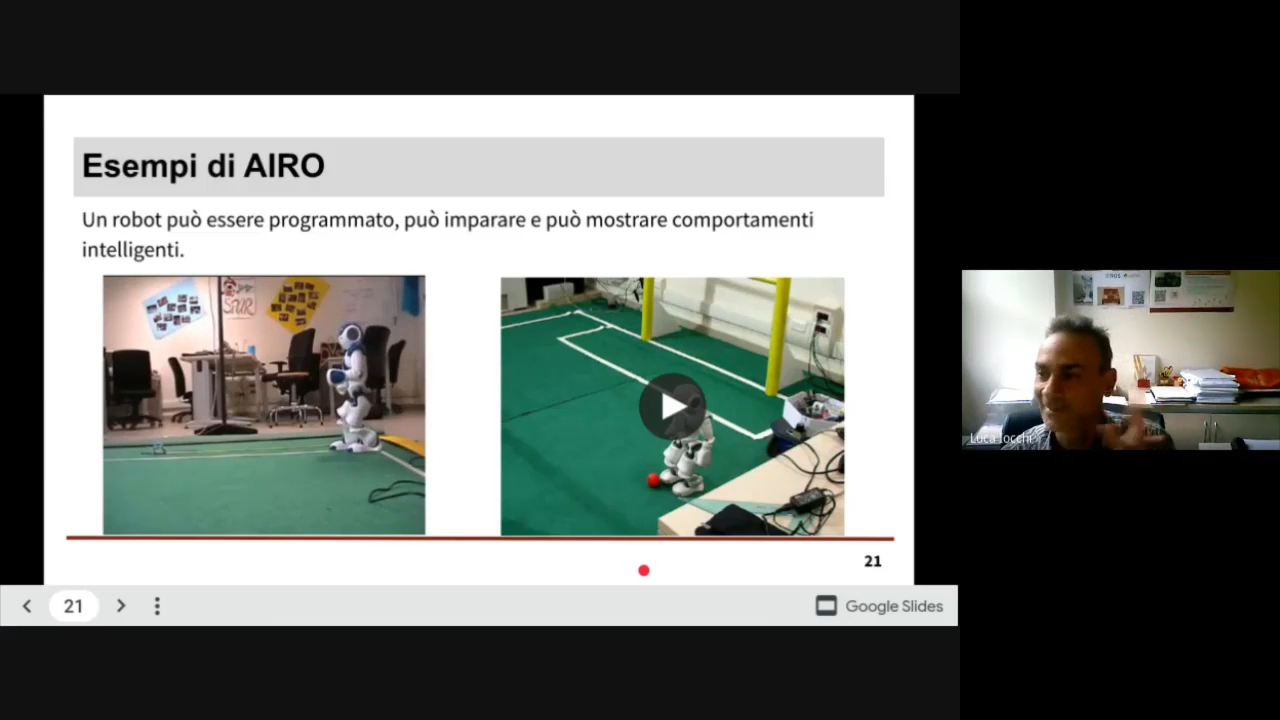 Esempi di AIRO
Un robot può essere programmato, può imparare e può mostrare comportamenti
intelligenti.
SPQR
21
21
Google Slides
Luca Iocchi